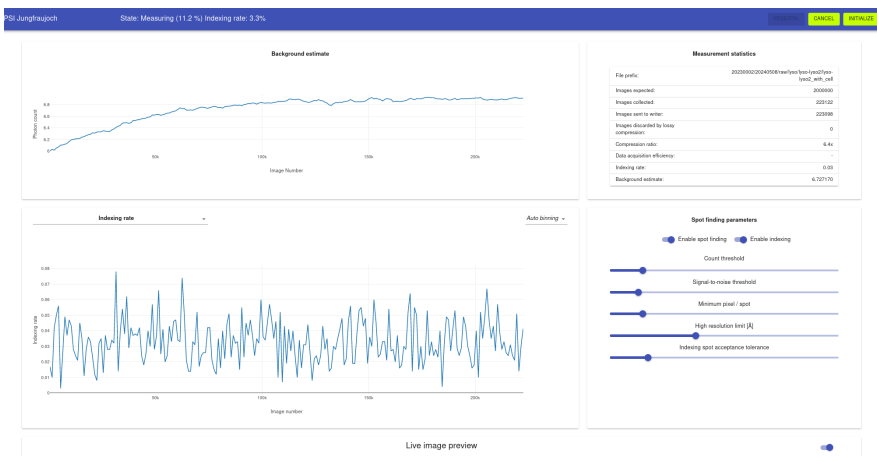 PSI Jungfraujoch State: Measuring (11.2 %) Indexing rate: 3.3% CANCEL INITIALIZE
Background estimate
Photon count
6.8
6.6
6.4
6.2
6
50k 100k 150k 200k
Image Number
Measurement statistics
File prefix: 20230002/20240508/raw/lyso/lyso-lyso2/lyso-
lyso2_with_cell
Images expected: 2000000
Images collected: 223122
Images sent to writer: 223098
Images discarded by lossy
compression: 0
Compression ratio: 6.4x
Data acquisition efficiency: -
Indexing rate: 0.03
Background estimate: 6.727170
Indexing rate Auto binning
Indexing rate
0.08
0.07
0.06
0.05
0.04
0.03
0.02
0.01
0
50k 100k 150k 200k
Image number
Spot finding parameters
Enable spot finding Enable indexing
Count threshold
Signal-to-noise threshold
Minimum pixel / spot
High resolution limit [Å]
Indexing spot acceptance tolerance
Live image preview